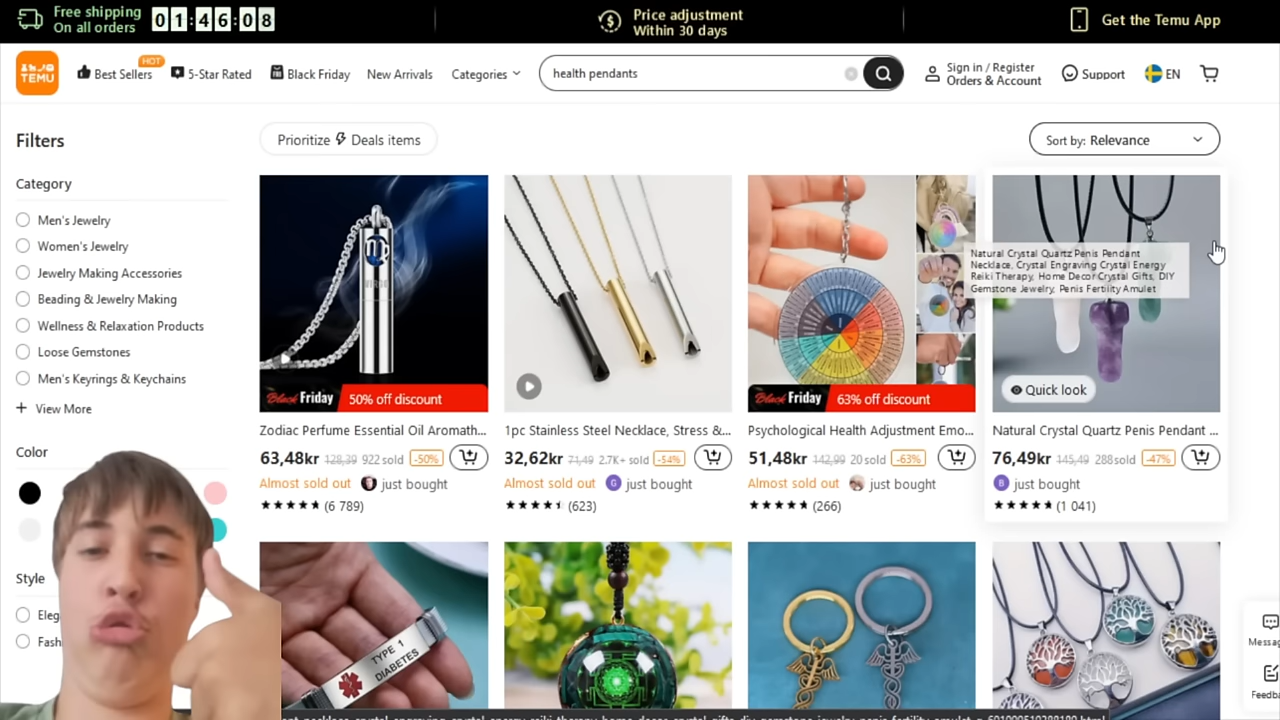 Free shipping
On all orders
01:46:08
Price adjustment
Within 30 days
Get the Temu App
TEMU
Best Sellers
HOT
5-Star Rated
Black Friday
New Arrivals
Categories
health pendants
Sign in / Register
Orders & Account
Support
EN
Filters
Prioritize Deals items
Sort by: Relevance
Category
Men's Jewelry
Women's Jewelry
Jewelry Making Accessories
Beading & Jewelry Making
Wellness & Relaxation Products
Loose Gemstones
Men's Keyrings & Keychains
+ View More
Color
Style
Eleg
Fash
Black Friday 50% off discount
Zodiac Perfume Essential Oil Aromath...
63,48kr 128,39 922 sold -50%
Almost sold out just bought
(6 789)
1pc Stainless Steel Necklace, Stress &...
32,62kr 71,49 2.7K+ sold -54%
Almost sold out G just bought
(623)
Black Friday 63% off discount
Psychological Health Adjustment Emo...
51,48kr 142,99 20 sold -63%
Almost sold out just bought
(266)
Natural Crystal Quartz Penis Pendant
Necklace, Crystal Engraving Crystal Energy
Reiki Therapy, Home Decor Crystal Gifts, DIY
Gemstone Jewelry, Penis Fertility Amulet
Quick look
Natural Crystal Quartz Penis Pendant ...
76,49kr 145,49 288 sold -47%
B just bought
(1 041)
TYPE 1
DIABETES
Messag
Feedba